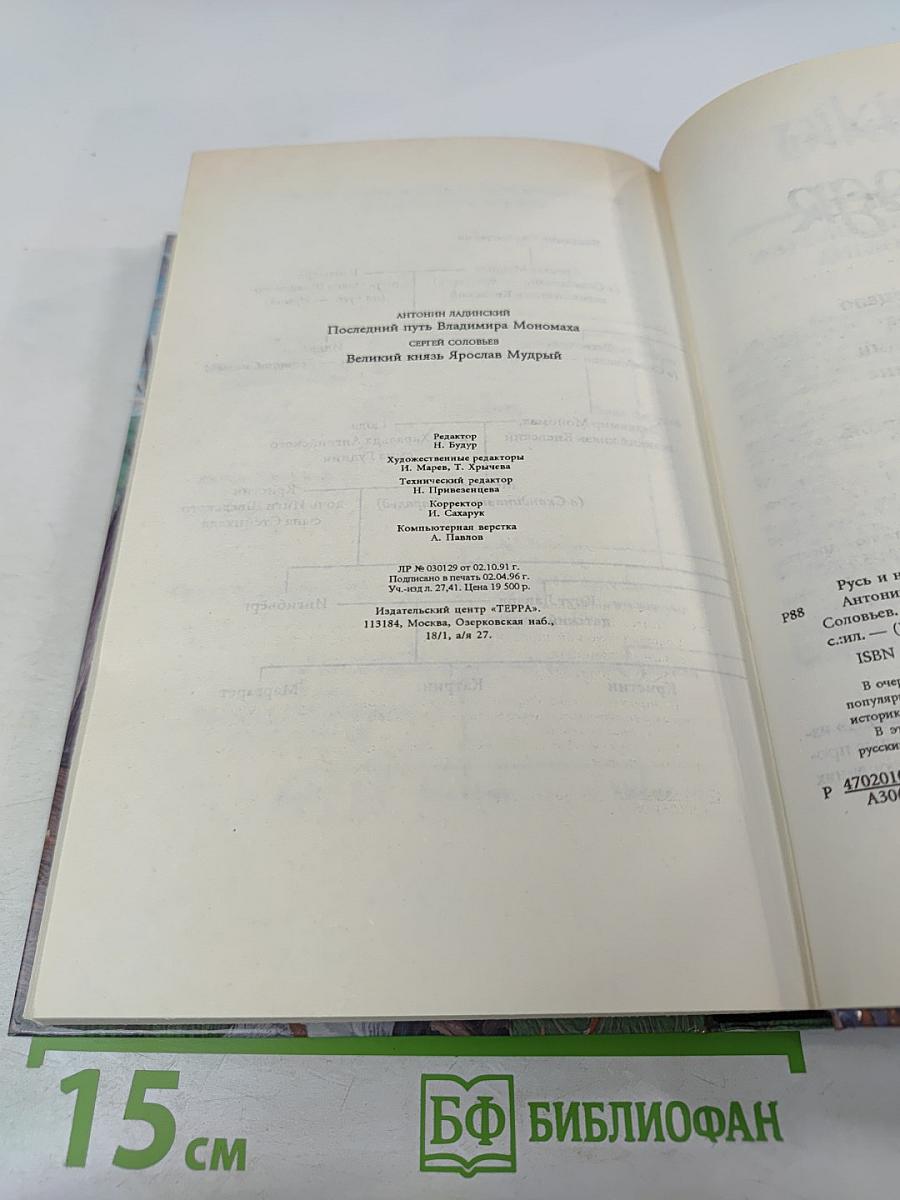 АНТОНИН ЛАДИНСКИЙ
Последний путь Владимира Мономаха
СЕРГЕЙ СОЛОВЬЕВ
Великий князь Ярослав Мудрый
Редактор
Н. Будур
Художественные редакторы
И. Марев, Т. Хрычева
Технический редактор
Н. Привезенцева
Корректор
И. Сахарук
Компьютерная верстка
А. Павлов
ЛР № 030129 от 02.10.91 г.
Подписано в печать 02.04.96 г.
Уч.-изд л. 27,41. Цена 19 500 р.
Издательский центр «ТЕРРА».
113184, Москва, Озерковская наб.,
18/1, а/я 27.
Русь и
Р88
Антони
Соловьев.
с.:ил. — (
ISBN
В очер
популяр
историк
В э
русски
Р 470201
А30
15 см
БФ БИБЛИОФАН